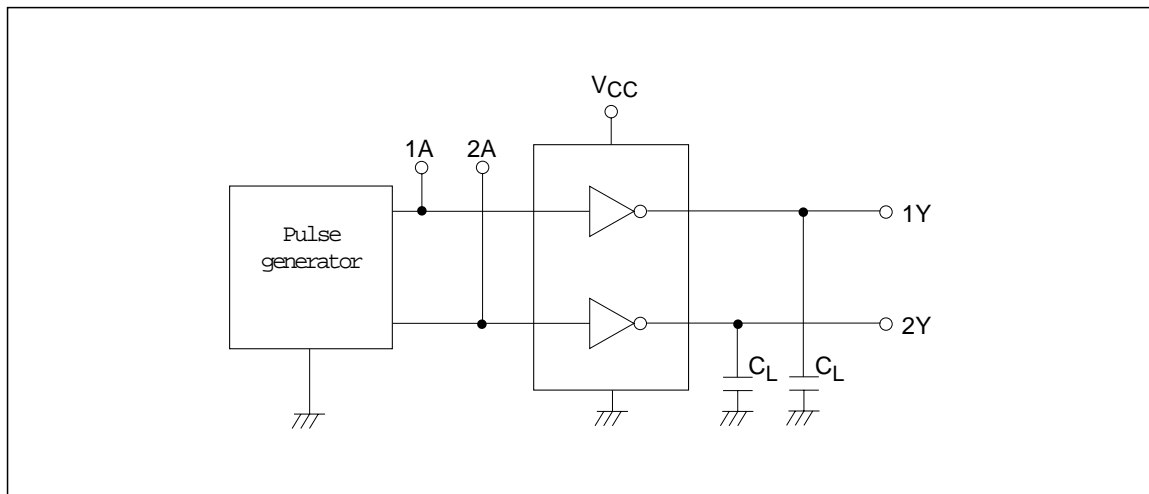 VCC
1A
2A
Pulse
generator
1Y
2Y
CL
CL